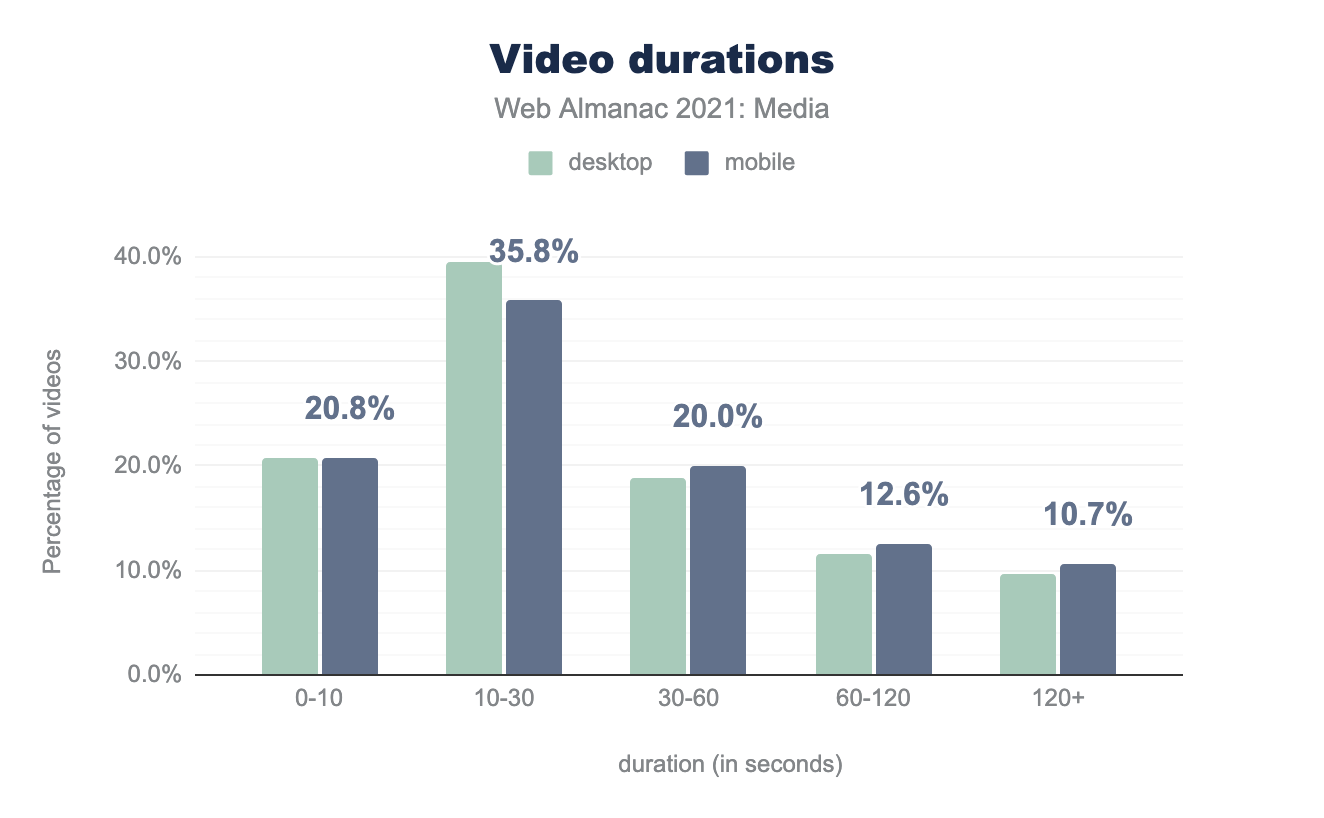 Video durations
Web Almanac 2021: Media
desktop mobile
Percentage of videos
40.0%
30.0%
20.0%
10.0%
0.0%
20.8%
35.8%
20.0%
12.6%
10.7%
0-10 10-30 30-60 60-120 120+
duration (in seconds)